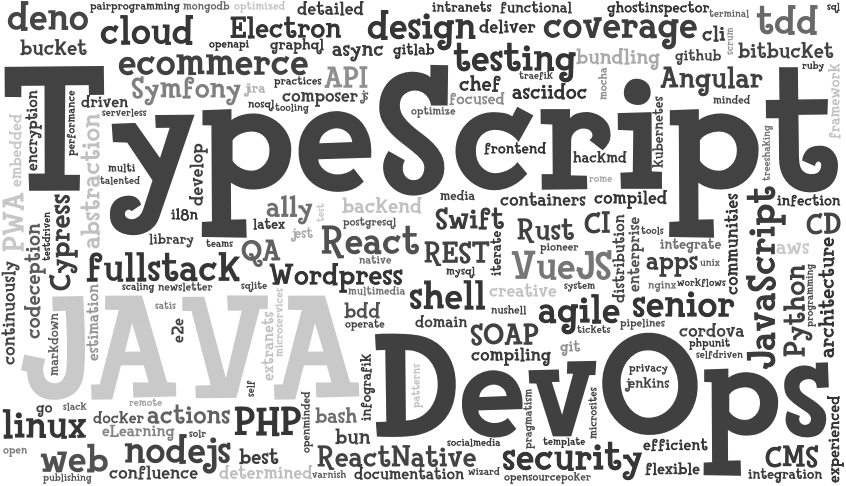 pairprogramming mongodb optimized detailed intranets functional ghostinspector terminal sql
deno cloud Electron design deliver coverage cli scrum tdd
bucket openapi graphql async gitlab github bitbucket
ecommerce testing bundling ruby
Symfony jra practices API traefik mocha Angular framework
driven nosql tooling composer js chef focused asciidoc minded
serverless optimize
TypeScript
encryption performance embedded frontend hacKmd kubernetes treeshaking
multi talented develop rome
PWA abstraction Cypress testdriven
i18n a11y test backend media containers compiled infection
library latex jest postgresql Swift Rust CI distribution enterprise tools communities JavaScript CD
teams QA React native REST iterate pioneer integrate aws
continuously codeception fullstack Wordpress mysql VueJS apps unix
scaling newsletter sqlite multimedia shell creative system nginx workflows Python programming architecture
JAVA
estimation satis e2e extranets microservices bdd operate domain nushell agile tickets senior pipelines
markdown SOAP git cordova phpunit
compiling selfdriven
DevOps
self infografik patterns privacy jenkins
go slack remote
linux docker actions PHP openminded bash pragmatism microsites experienced
eLearning solr bun socialmedia template efficient
open web nodejs best ReactNative security CMS
publishing confluence determined varnish documentation wizard opensourcepoker flexible integration